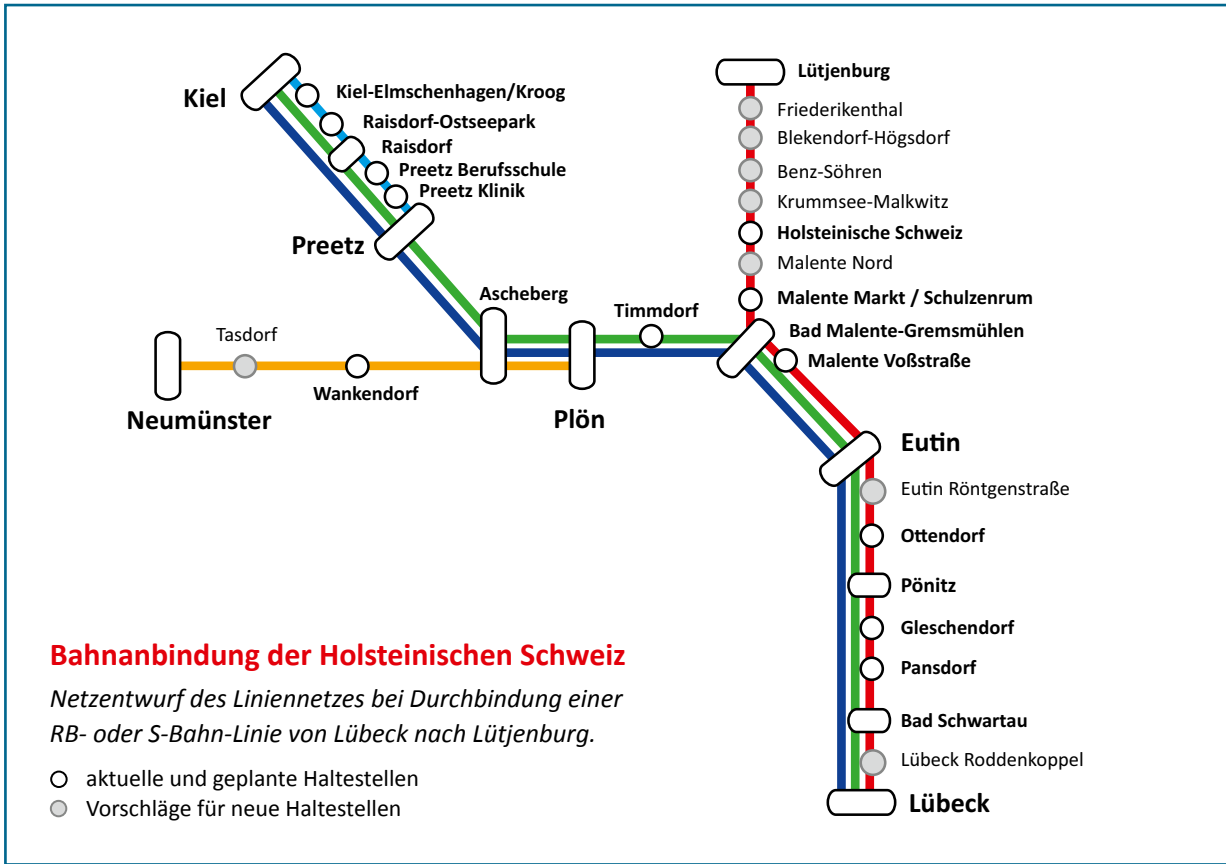 Kiel
Kiel-Elmschenhagen/Kroog
Raisdorf-Ostseepark
Raisdorf
Preetz Berufsschule
Preetz Klinik
Preetz
Ascheberg
Timmdorf
Tasdorf
Wankendorf
Neumünster
Plön
Lütjenburg
Friederikenthal
Blekendorf-Högsdorf
Benz-Söhren
Krummsee-Malkwitz
Holsteinische Schweiz
Malente Nord
Malente Markt / Schulzenrum
Bad Malente-Gremsmühlen
Malente Voßstraße
Eutin
Eutin Röntgenstraße
Ottendorf
Pönitz
Gleschendorf
Pansdorf
Bad Schwartau
Lübeck Roddenkoppel
Lübeck
Bahnanbindung der Holsteinischen Schweiz
Netzentwurf des Liniennetzes bei Durchbindung einer
RB- oder S-Bahn-Linie von Lübeck nach Lütjenburg.
aktuelle und geplante Haltestellen
Vorschläge für neue Haltestellen